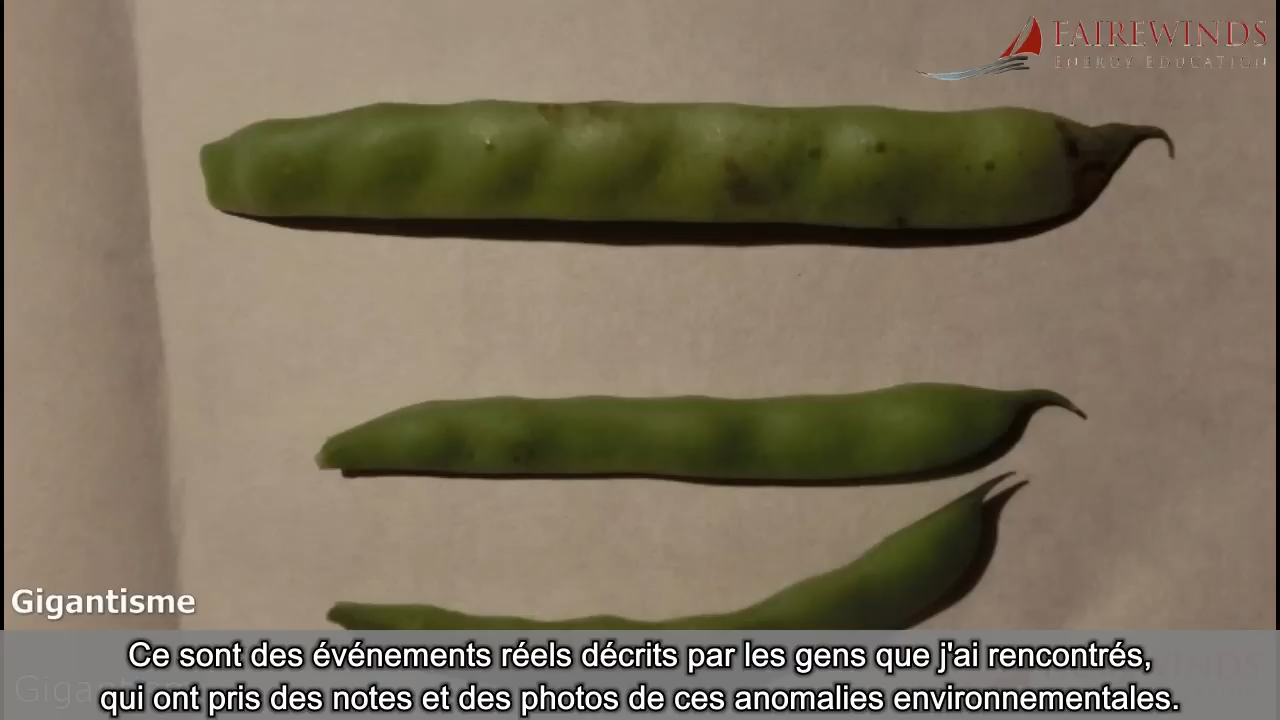 FAIREWINDS
ENERGY EDUCATION
Gigantisme
Ce sont des événements réels décrits par les gens que j'ai rencontrés,
qui ont pris des notes et des photos de ces anomalies environnementales.